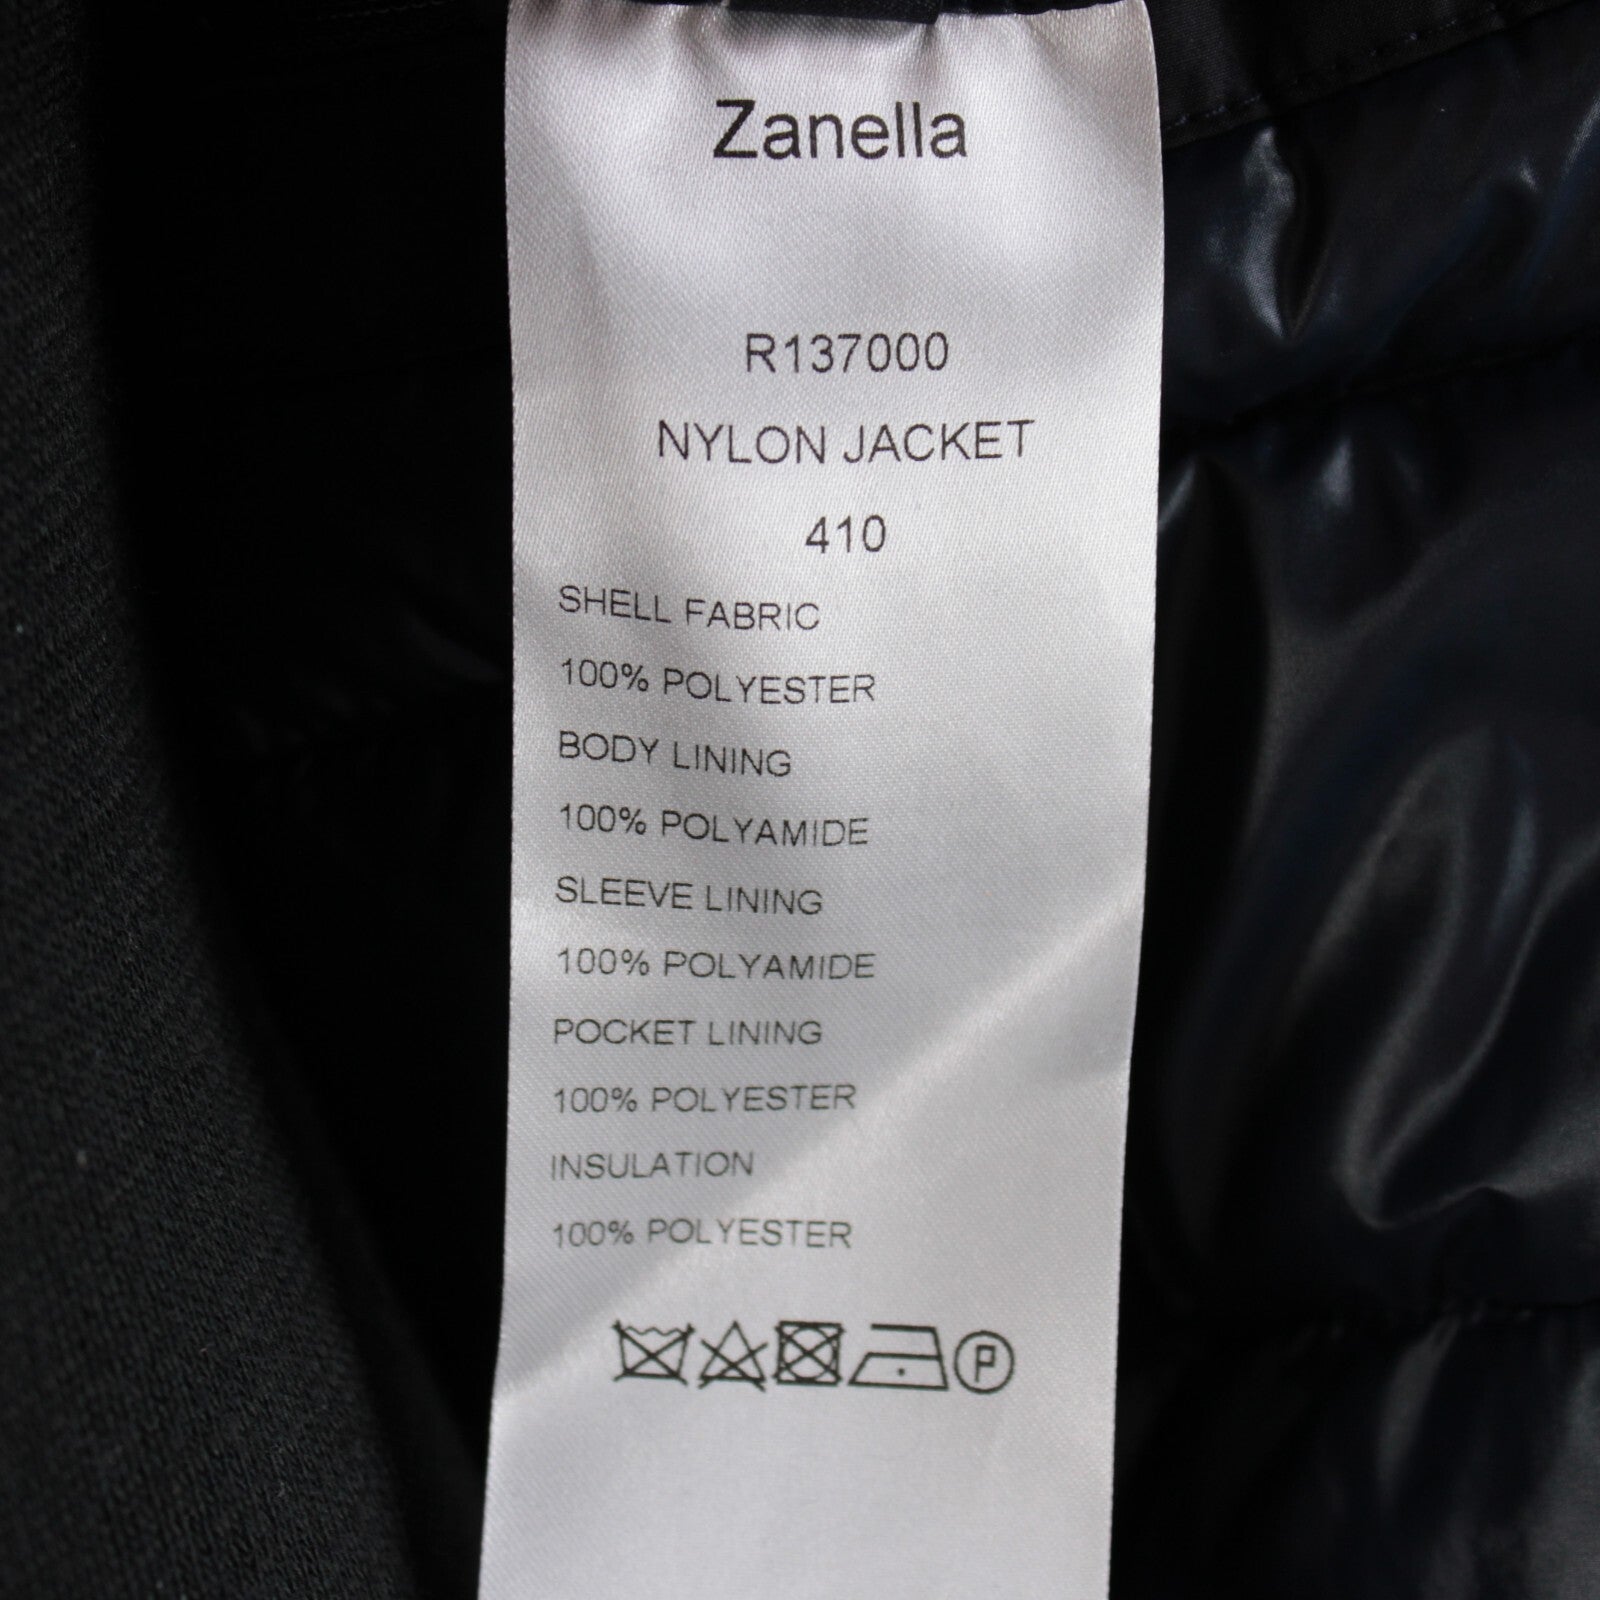 Zanella
R137000
NYLON JACKET
410
SHELL FABRIC
100% POLYESTER
BODY LINING
100% POLYAMIDE
SLEEVE LINING
100% POLYAMIDE
POCKET LINING
100% POLYESTER
INSULATION
100% POLYESTER
P